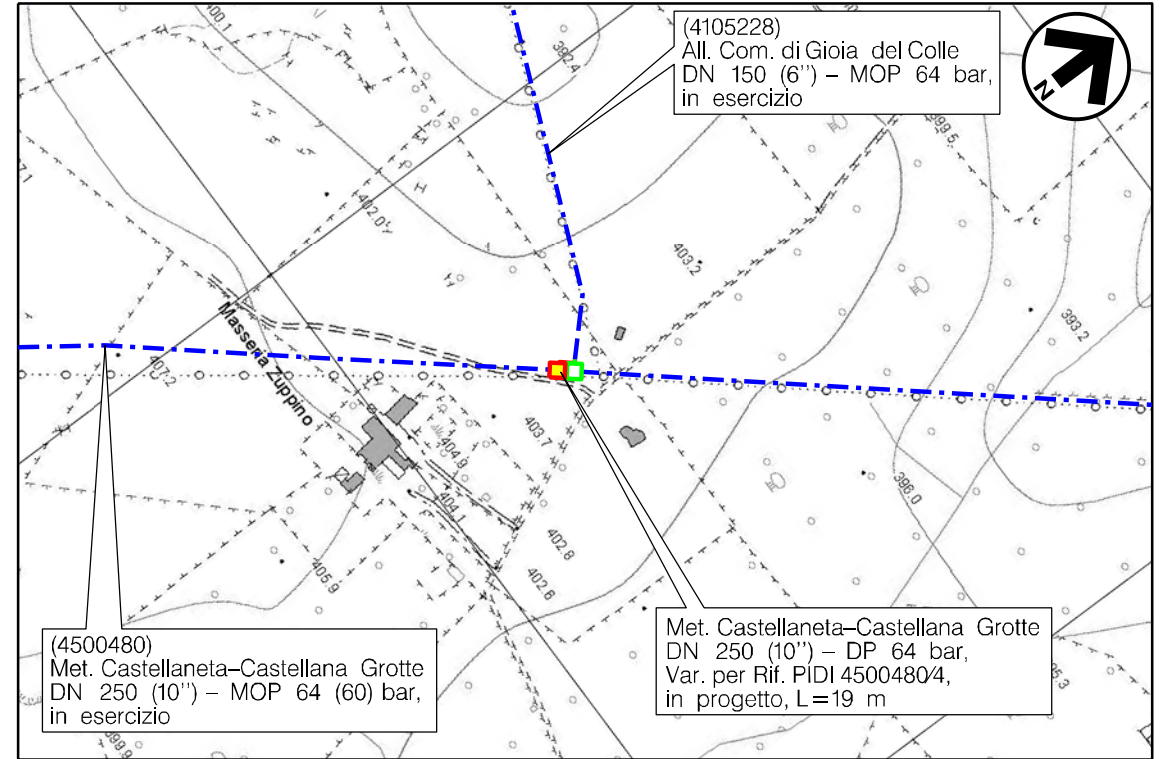 (4105228)
All. Com. di Gioia del Colle
DN 150 (6'') – MOP 64 bar,
in esercizio
N
400.1
392.4
399.5
402.0
403.2
393.2
407.2
Masseria Zuppino
403.7
404.9
404
396.0
402.8
402.6
405.9
(4500480)
Met. Castellaneta–Castellana Grotte
DN 250 (10'') – MOP 64 (60) bar,
in esercizio
Met. Castellaneta–Castellana Grotte
DN 250 (10'') – DP 64 bar,
Var. per Rif. PIDI 4500480/4,
in progetto, L=19 m